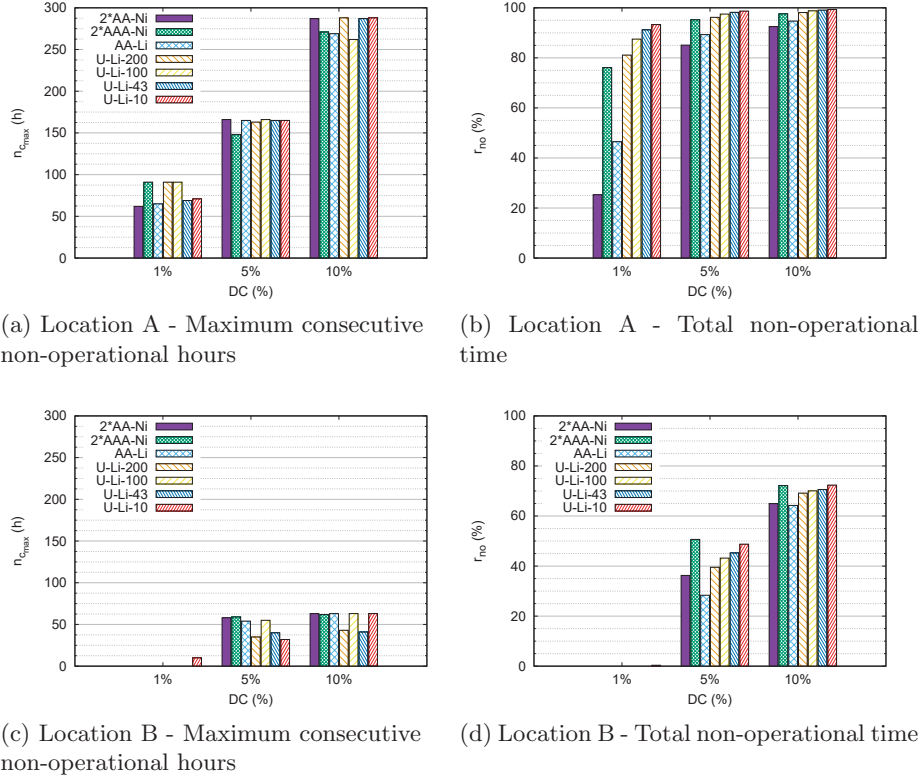 300
250
200
150
100
50
0
n_cmax (h)
2*AA-Ni
2*AAA-Ni
AA-Li
U-Li-200
U-Li-100
U-Li-43
U-Li-10
1% 5% 10%
DC (%)
100
80
60
40
20
0
r_no (%)
2*AA-Ni
2*AAA-Ni
AA-Li
U-Li-200
U-Li-100
U-Li-43
U-Li-10
1% 5% 10%
DC (%)
(a) Location A - Maximum consecutive
non-operational hours
(b) Location A - Total non-operational
time
300
250
200
150
100
50
0
n_cmax (h)
2*AA-Ni
2*AAA-Ni
AA-Li
U-Li-200
U-Li-100
U-Li-43
U-Li-10
1% 5% 10%
DC (%)
100
80
60
40
20
0
r_no (%)
2*AA-Ni
2*AAA-Ni
AA-Li
U-Li-200
U-Li-100
U-Li-43
U-Li-10
1% 5% 10%
DC (%)
(c) Location B - Maximum consecutive
non-operational hours
(d) Location B - Total non-operational time